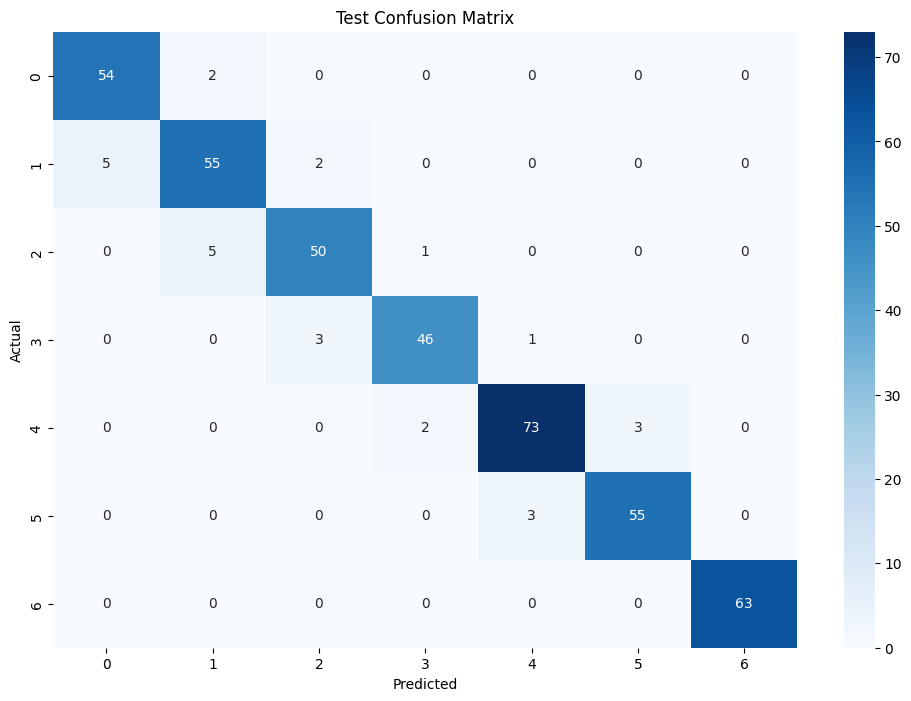 Test Confusion Matrix
0 54 2 0 0 0 0 0
1 5 55 2 0 0 0 0
2 0 5 50 1 0 0 0
3 0 0 3 46 1 0 0
4 0 0 0 2 73 3 0
5 0 0 0 0 3 55 0
6 0 0 0 0 0 0 63
0 1 2 3 4 5 6
Actual
Predicted
70
60
50
40
30
20
10
0